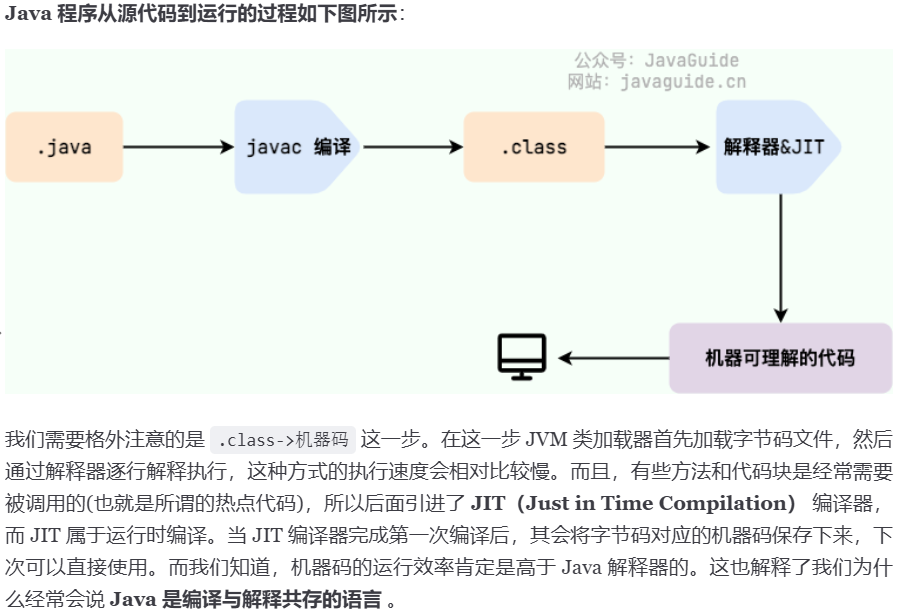 Java 程序从源代码到运行的过程如下图所示：
公众号：JavaGuide
网站：javaguide.cn
.java
javac 编译
.class
解释器&JIT
机器可理解的代码
我们需要格外注意的是 .class->机器码 这一步。在这一步 JVM 类加载器首先加载字节码文件，然后
通过解释器逐行解释执行，这种方式的执行速度会相对比较慢。而且，有些方法和代码块是经常需要
被调用的(也就是所谓的热点代码)，所以后面引进了 JIT（Just in Time Compilation） 编译器，
而 JIT 属于运行时编译。当 JIT 编译器完成第一次编译后，其会将字节码对应的机器码保存下来，下
次可以直接使用。而我们知道，机器码的运行效率肯定是高于 Java 解释器的。这也解释了我们为什
么经常会说 Java 是编译与解释共存的语言 。